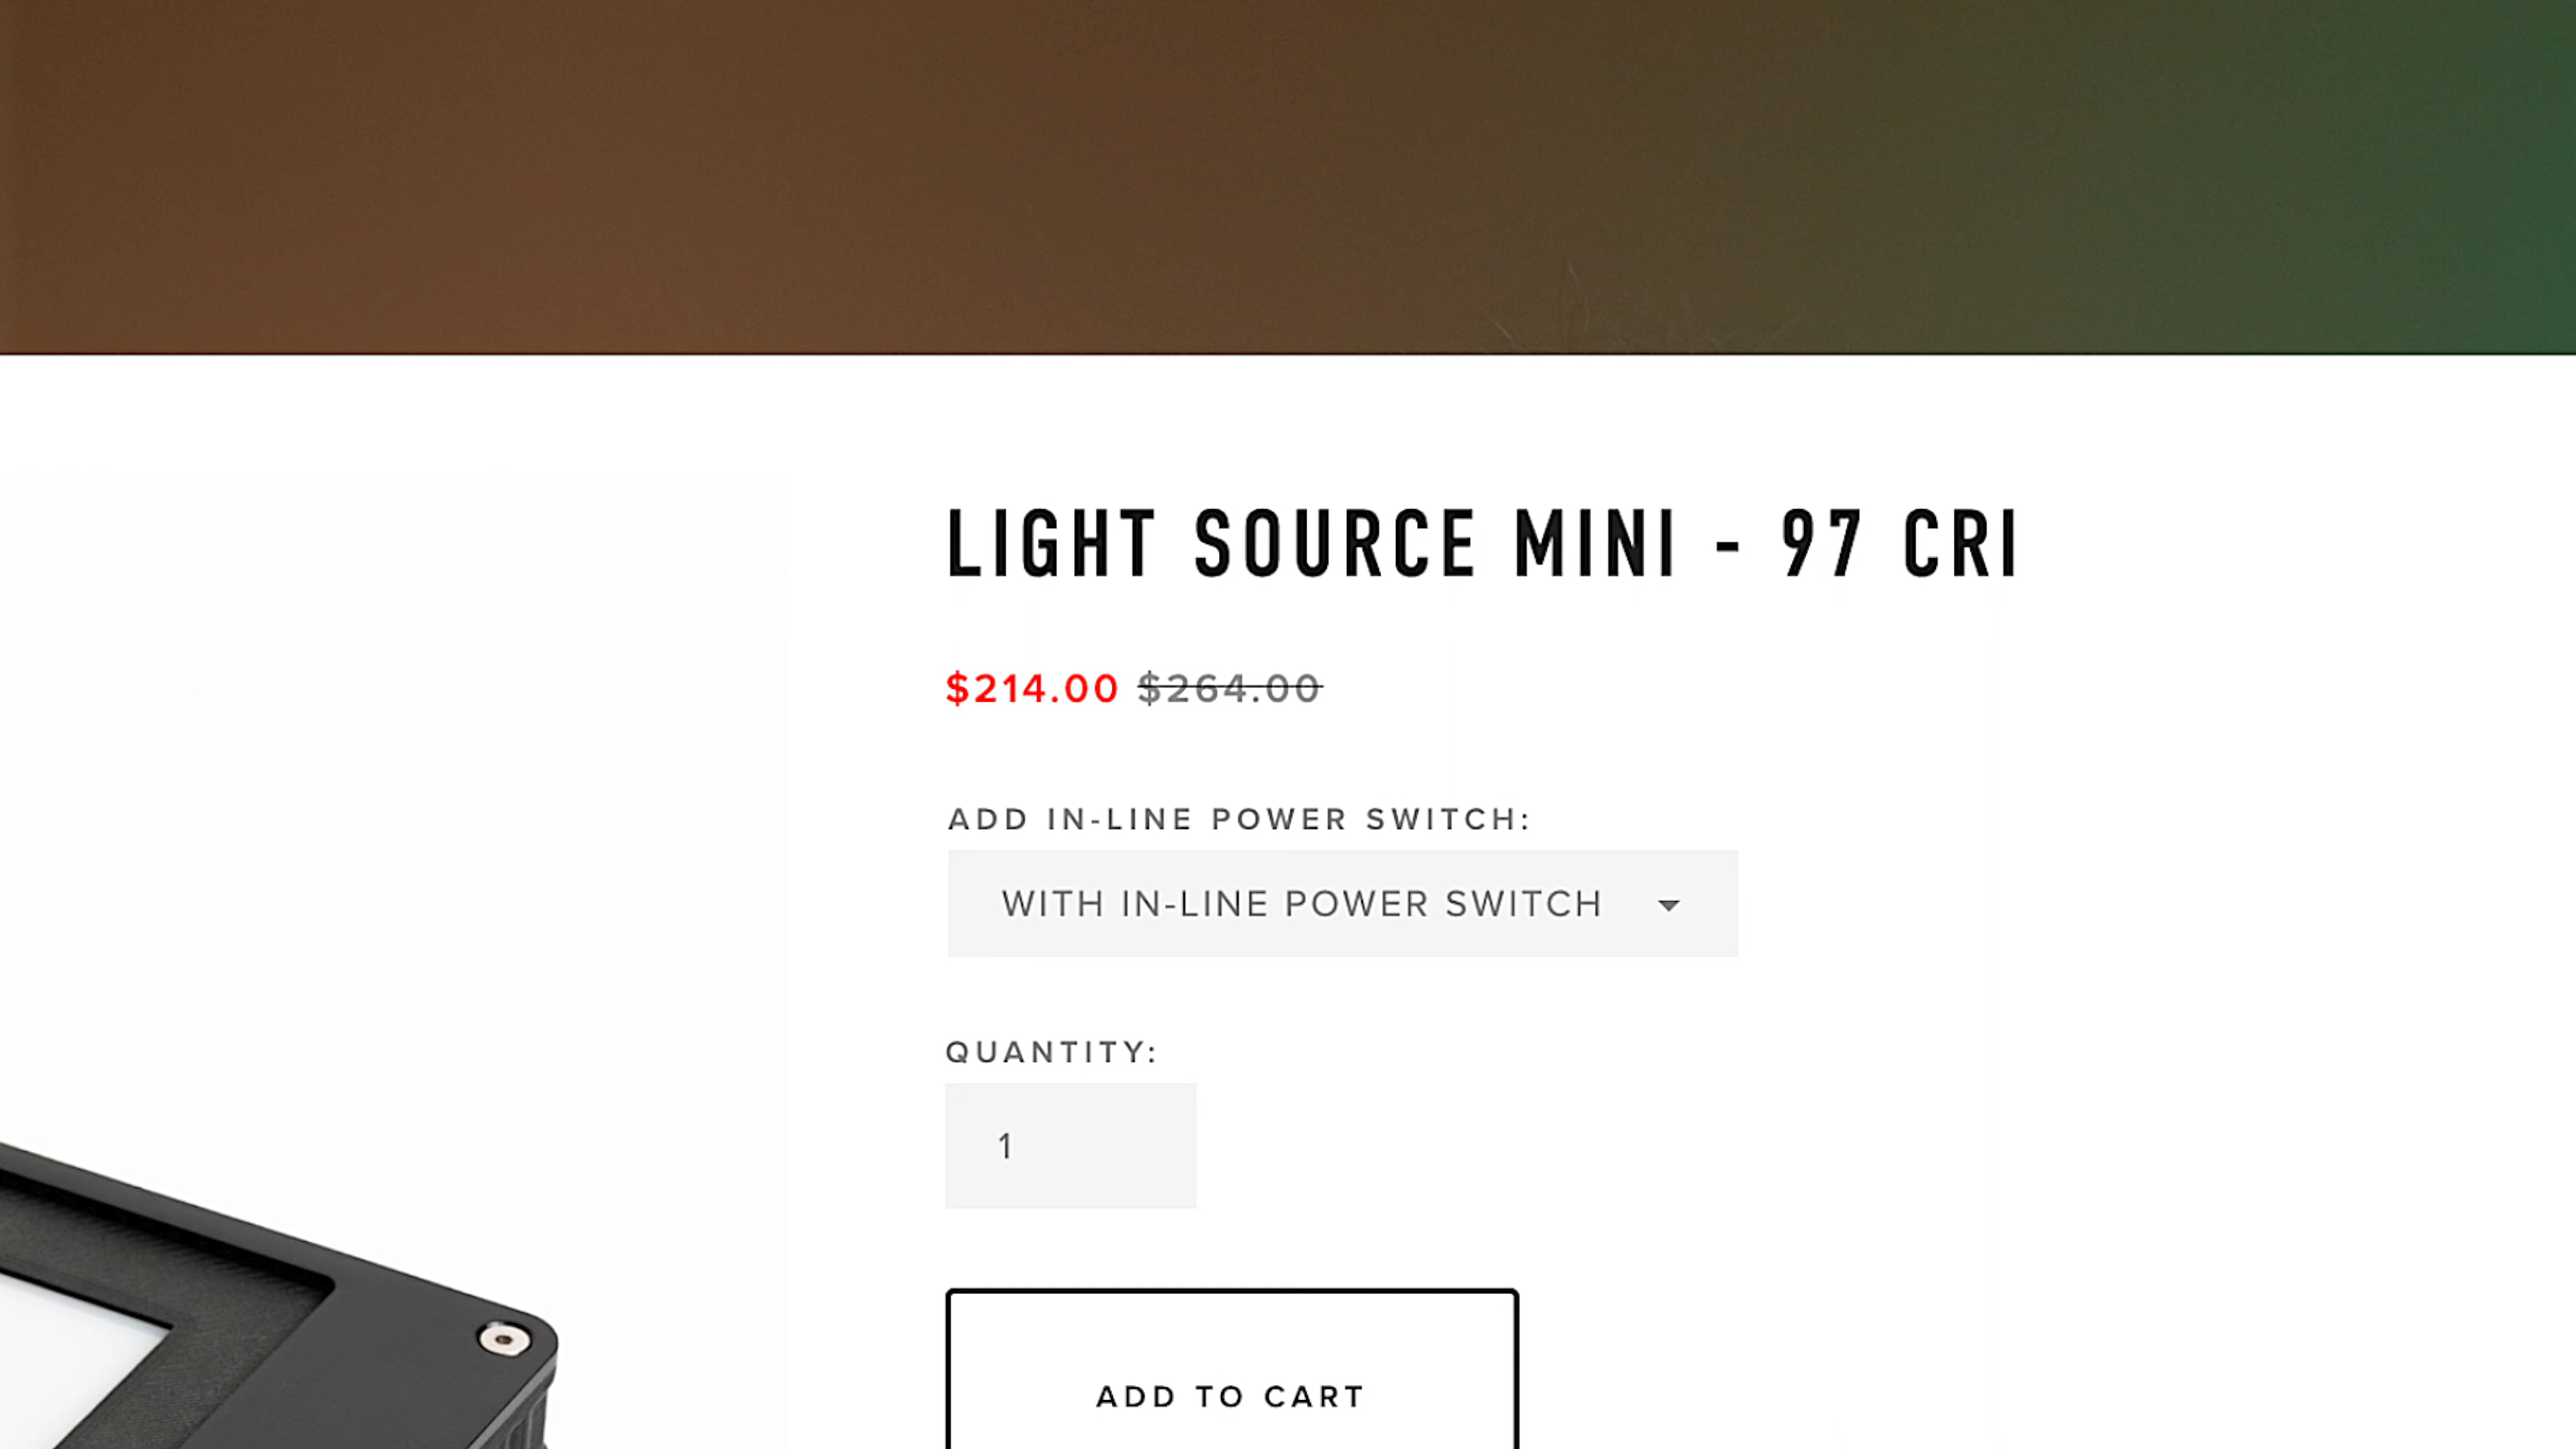 LIGHT SOURCE MINI - 97 CRI
$214.00 $264.00
ADD IN-LINE POWER SWITCH:
WITH IN-LINE POWER SWITCH
QUANTITY:
1
ADD TO CART